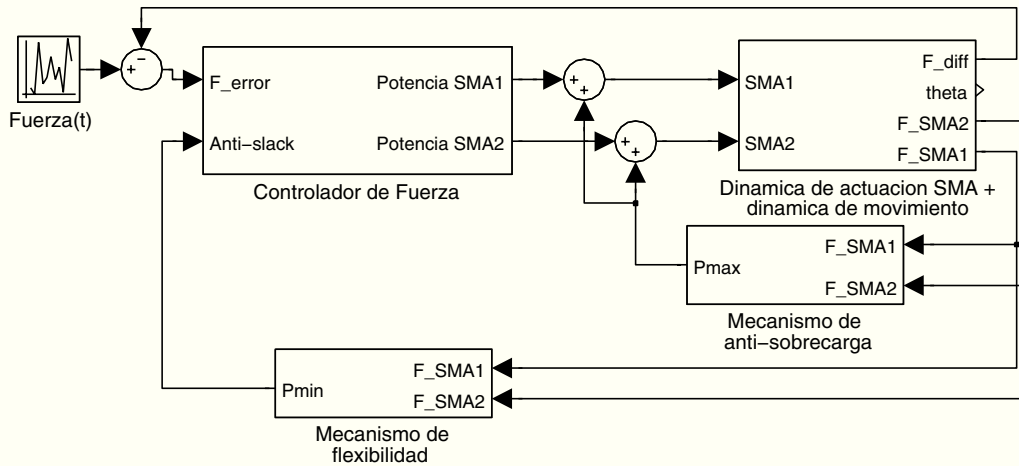 Fuerza(t)
+
−
F_error
Anti−slack
Potencia SMA1
Potencia SMA2
Controlador de Fuerza
+
+
+
+
SMA1
SMA2
F_diff
theta
F_SMA2
F_SMA1
Dinamica de actuacion SMA +
dinamica de movimiento
Pmax
F_SMA1
F_SMA2
Mecanismo de
anti−sobrecarga
Pmin
F_SMA1
F_SMA2
Mecanismo de
flexibilidad